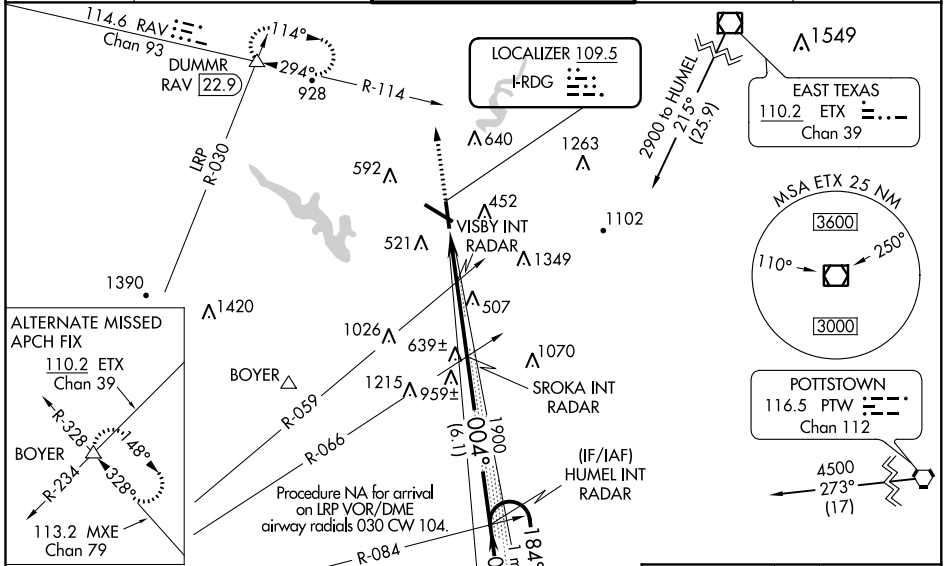 114.6 RAV
Chan 93
114°
294°
DUMMR
RAV 22.9
928
R-114
LRP
R-030
LOCALIZER 109.5
I-RDG
2900 to HUMEL
215°
(25.9)
1549
EAST TEXAS
110.2 ETX
Chan 39
640
1263
592
452
1102
VISBY INT
RADAR
521
1349
MSA ETX 25 NM
3600
110°
250°
3000
1390
1420
507
1026
639±
1070
BOYER
1215
959±
SROKA INT
RADAR
R-059
R-066
1900
004°
(6.1)
(IF/IAF)
HUMEL INT
RADAR
POTTSTOWN
116.5 PTW
Chan 112
4500
273°
(17)
ALTERNATE MISSED
APCH FIX
110.2 ETX
Chan 39
R-328
148°
BOYER
328°
R-234
113.2 MXE
Chan 79
Procedure NA for arrival
on LRP VOR/DME
airway radials 030 CW 104.
R-084
184°